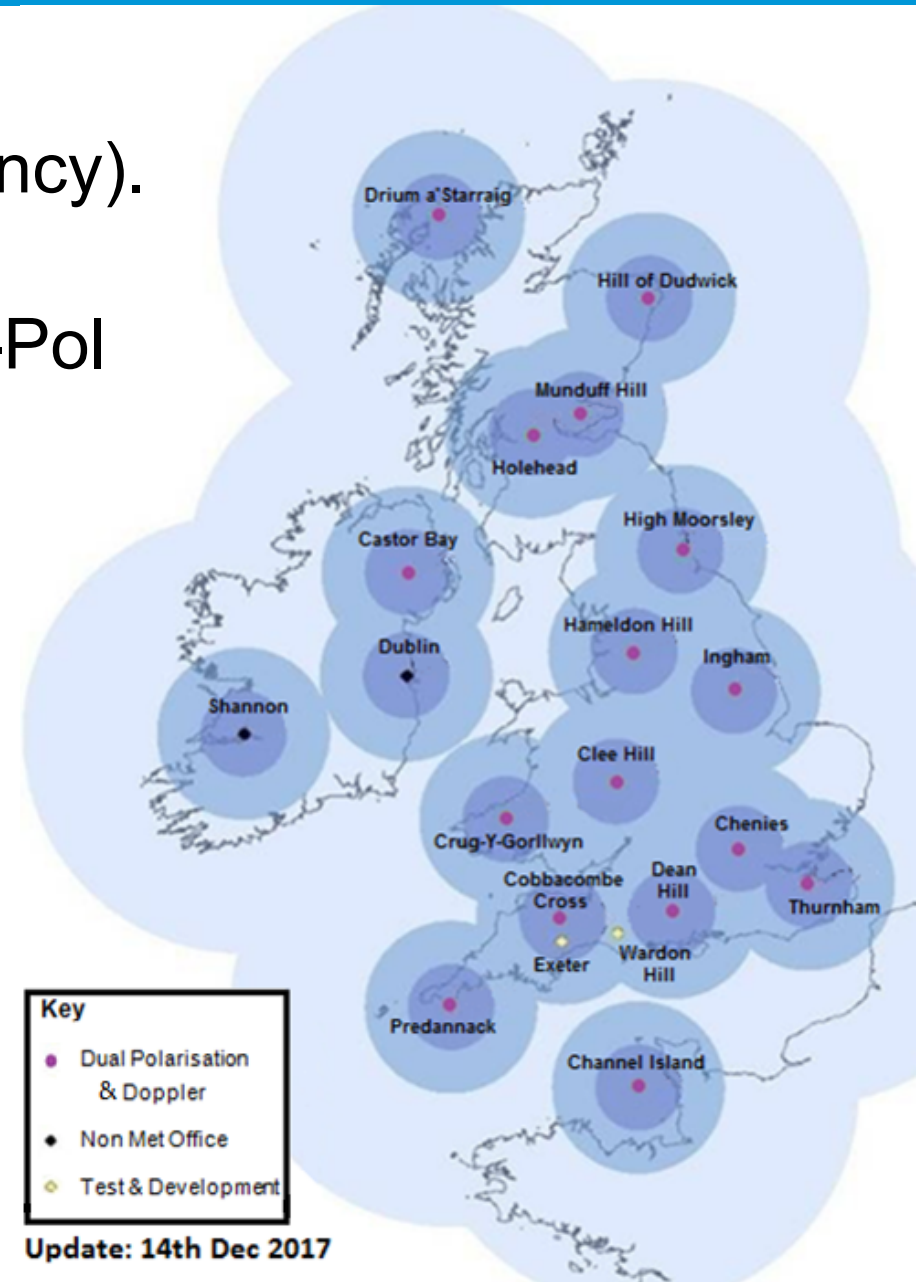 ncy).
-Pol
Drium a'Starraig
Hill of Dudwick
Munduff Hill
Holehead
High Moorsley
Castor Bay
Hameldon Hill
Dublin
Ingham
Shannon
Clee Hill
Chenies
Crug-Y-Gorllwyn
Dean
Hill
Cobbacombe
Cross
Thurnham
Exeter
Wardon
Hill
Predannack
Channel Island
Key
Dual Polarisation
& Doppler
Non Met Office
Test & Development
Update: 14th Dec 2017